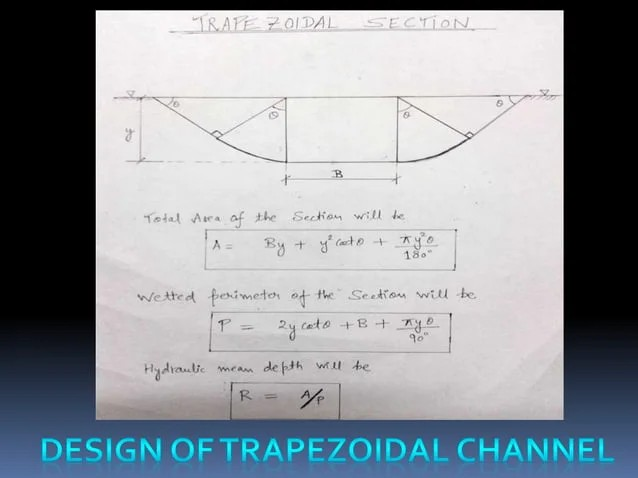 TRAPEZOIDAL SECTION
θ θ θ θ
y
B
Total Area of the Section will be
A = By + y² cotθ + πy²θ/180°
Wetted perimeter of the Section will be
P = 2y cotθ + B + πyθ/90°
Hydraulic mean depth will be
R = A/P
DESIGN OF TRAPEZOIDAL CHANNEL